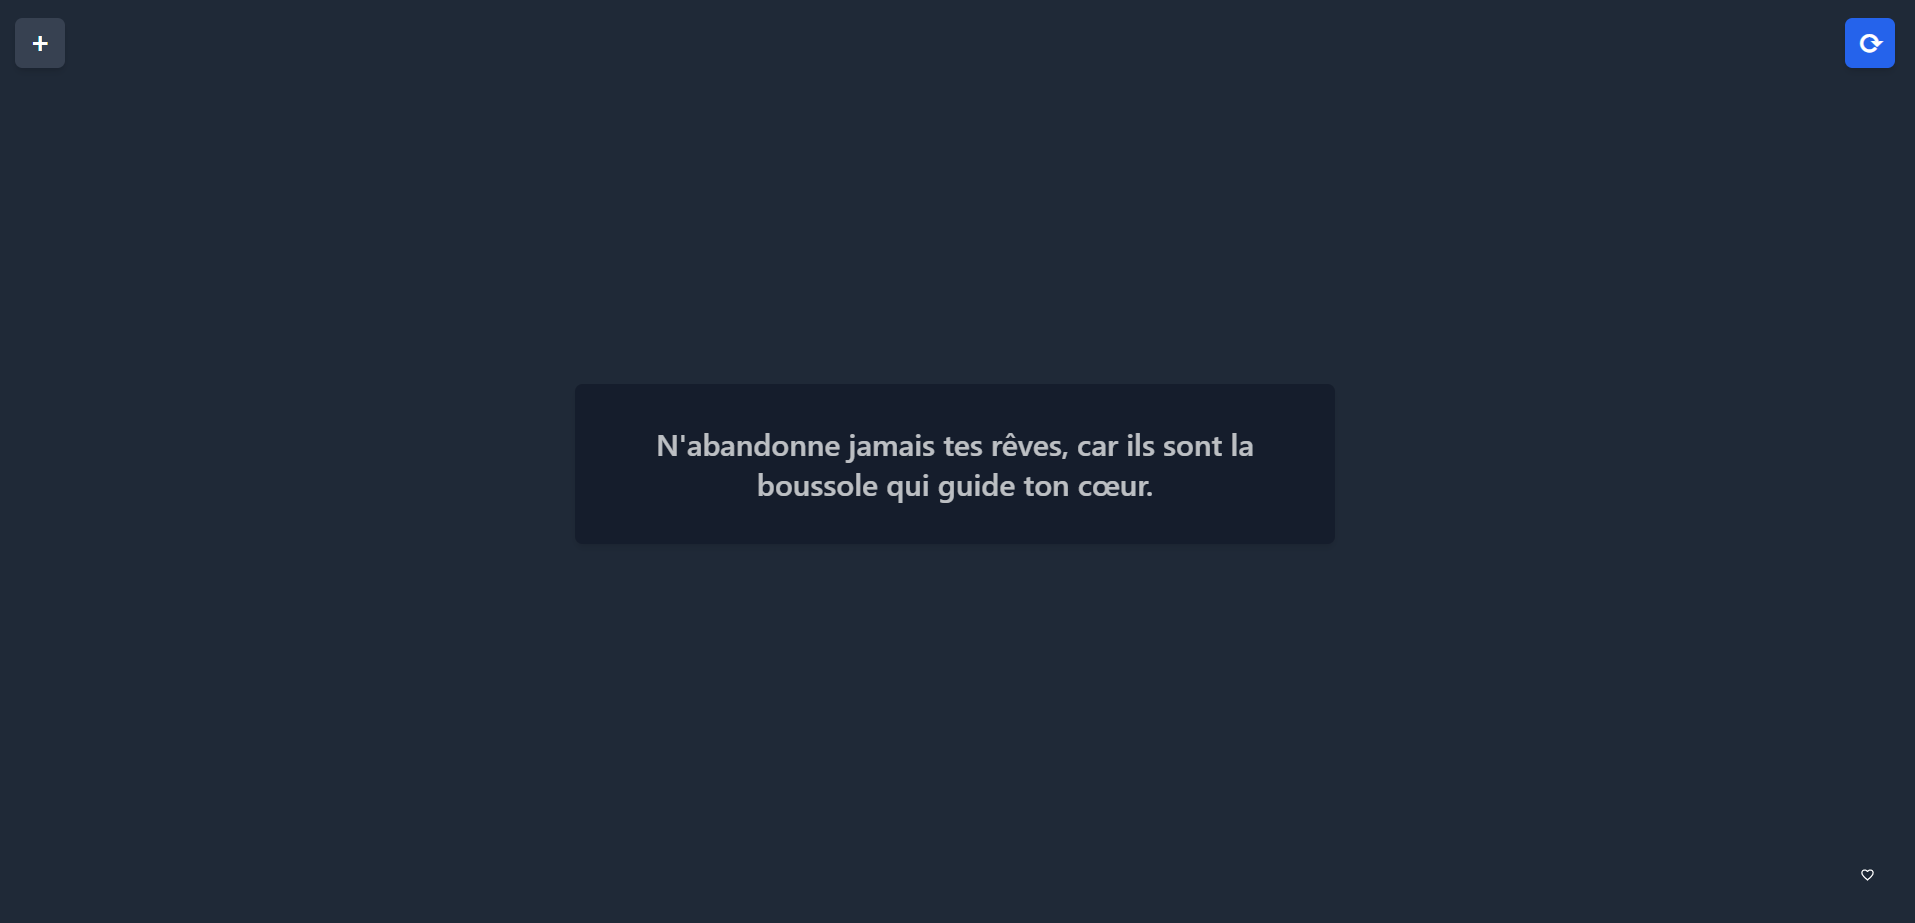 +
N'abandonne jamais tes rêves, car ils sont la
boussole qui guide ton cœur.